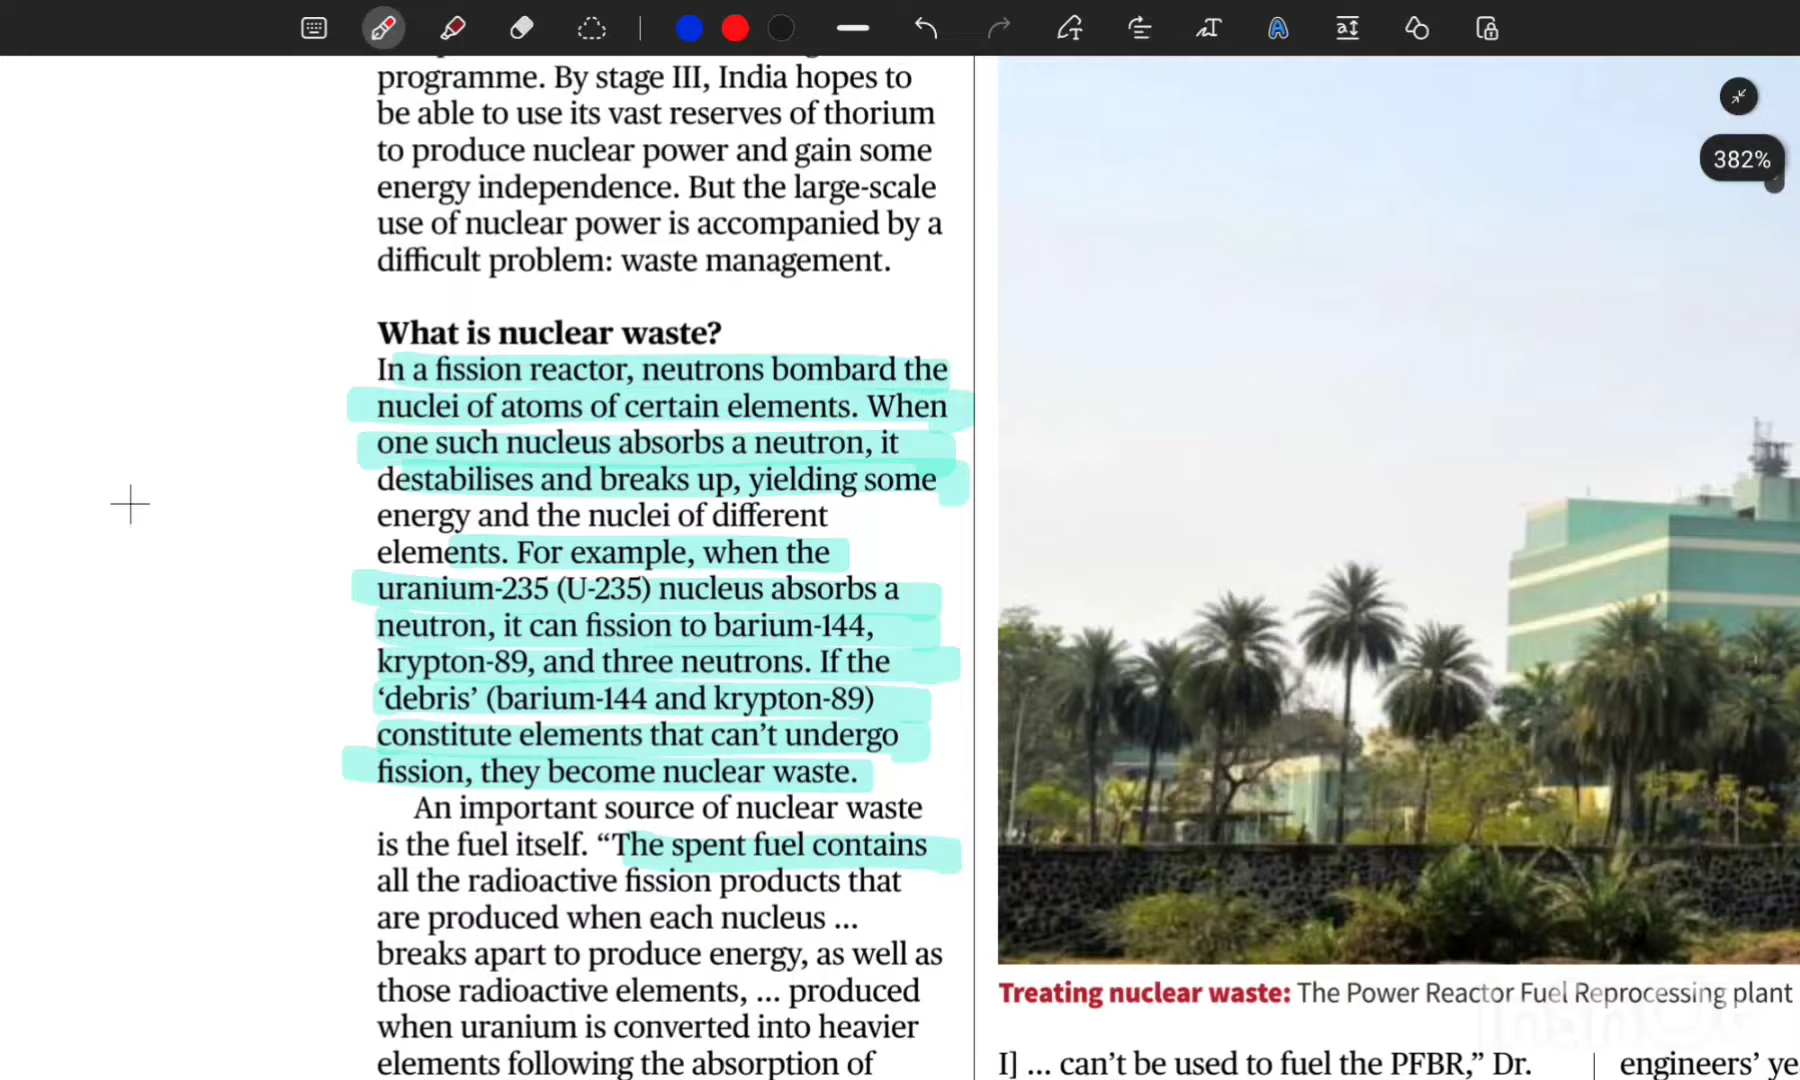 382%
programme. By stage III, India hopes to
be able to use its vast reserves of thorium
to produce nuclear power and gain some
energy independence. But the large-scale
use of nuclear power is accompanied by a
difficult problem: waste management.
What is nuclear waste?
In a fission reactor, neutrons bombard the
nuclei of atoms of certain elements. When
one such nucleus absorbs a neutron, it
destabilises and breaks up, yielding some
energy and the nuclei of different
elements. For example, when the
uranium-235 (U-235) nucleus absorbs a
neutron, it can fission to barium-144,
krypton-89, and three neutrons. If the
‘debris’ (barium-144 and krypton-89)
constitute elements that can’t undergo
fission, they become nuclear waste.
An important source of nuclear waste
is the fuel itself. “The spent fuel contains
all the radioactive fission products that
are produced when each nucleus ...
breaks apart to produce energy, as well as
those radioactive elements, ... produced
when uranium is converted into heavier
elements following the absorption of
Treating nuclear waste: The Power Reactor Fuel Reprocessing plant
I] ... can’t be used to fuel the PFBR,” Dr.
engineers’ ye